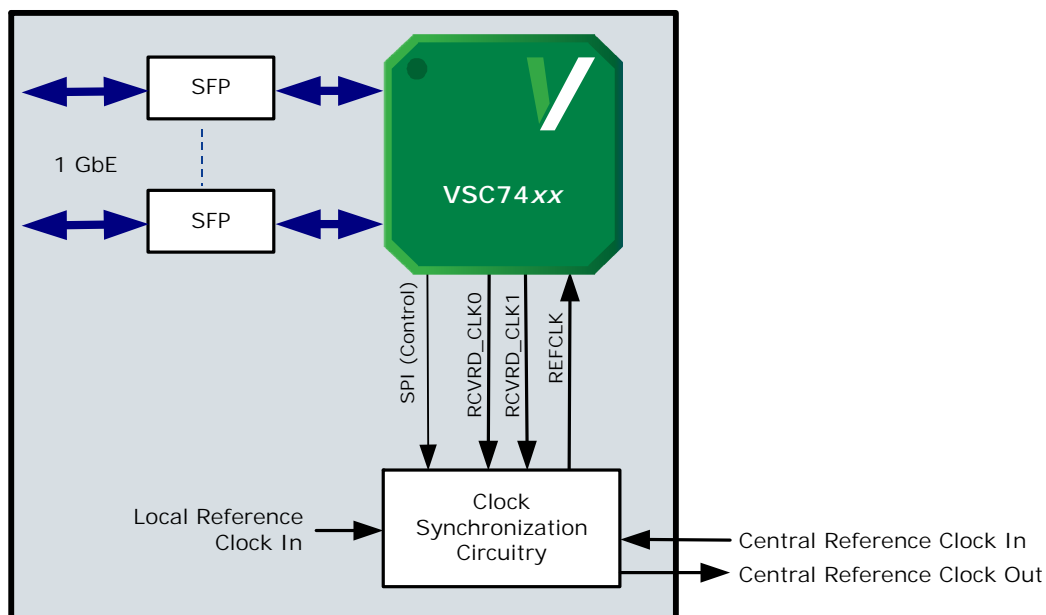 SFP
1 GbE
SFP
VSC74xx
SPI (Control)
RCVRD_CLK0
RCVRD_CLK1
REFCLK
Clock
Synchronization
Circuitry
Local Reference
Clock In
Central Reference Clock In
Central Reference Clock Out